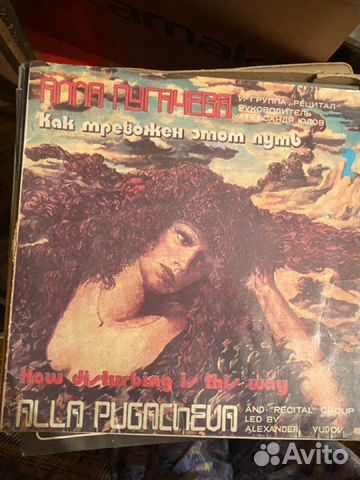 АЛЛА ПУГАЧЕВА
И ГРУППА „РЕЦИТАЛ"
РУКОВОДИТЕЛЬ
АЛЕКСАНДР ЮДОВ
Как тревожен этот путь
2
How disturbing is this way
ALLA PUGACHEVA
AND "RECITAL" GROUP
LED BY
ALEXANDER YUDOV
Avito